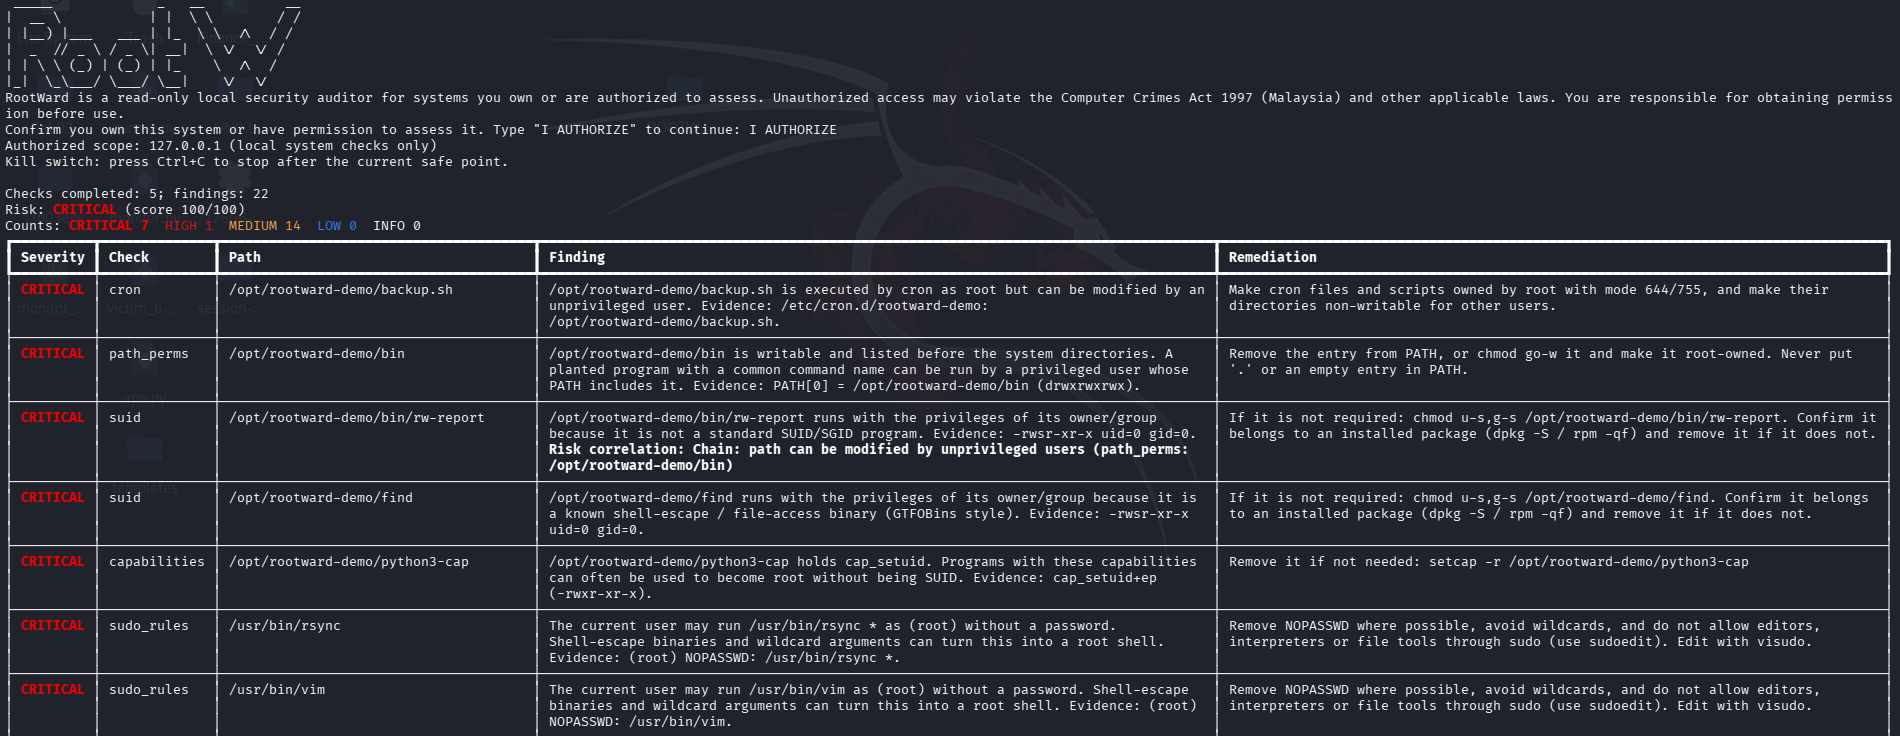 RootWard is a read-only local security auditor for systems you own or are authorized to assess. Unauthorized access may violate the Computer Crimes Act 1997 (Malaysia) and other applicable laws. You are responsible for obtaining permiss
ion before use.
Confirm you own this system or have permission to assess it. Type "I AUTHORIZE" to continue: I AUTHORIZE
Authorized scope: 127.0.0.1 (local system checks only)
Kill switch: press Ctrl+C to stop after the current safe point.
Checks completed: 5; findings: 22
Risk: CRITICAL (score 100/100)
Counts: CRITICAL 7 HIGH 1 MEDIUM 14 LOW 0 INFO 0
Severity Check Path Finding Remediation
CRITICAL cron /opt/rootward-demo/backup.sh /opt/rootward-demo/backup.sh is executed by cron as root but can be modified by an Make cron files and scripts owned by root with mode 644/755, and make their
unprivileged user. Evidence: /etc/cron.d/rootward-demo: directories non-writable for other users.
/opt/rootward-demo/backup.sh.
CRITICAL path_perms /opt/rootward-demo/bin /opt/rootward-demo/bin is writable and listed before the system directories. A Remove the entry from PATH, or chmod go-w it and make it root-owned. Never put
planted program with a common command name can be run by a privileged user whose '.' or an empty entry in PATH.
PATH includes it. Evidence: PATH[0] = /opt/rootward-demo/bin (drwxrwxrwx).
CRITICAL suid /opt/rootward-demo/bin/rw-report /opt/rootward-demo/bin/rw-report runs with the privileges of its owner/group If it is not required: chmod u-s,g-s /opt/rootward-demo/bin/rw-report. Confirm it
because it is not a standard SUID/SGID program. Evidence: -rwsr-xr-x uid=0 gid=0. belongs to an installed package (dpkg -S / rpm -qf) and remove it if it does not.
Risk correlation: Chain: path can be modified by unprivileged users (path_perms:
/opt/rootward-demo/bin)
CRITICAL suid /opt/rootward-demo/find /opt/rootward-demo/find runs with the privileges of its owner/group because it is If it is not required: chmod u-s,g-s /opt/rootward-demo/find. Confirm it belongs
a known shell-escape / file-access binary (GTFOBins style). Evidence: -rwsr-xr-x to an installed package (dpkg -S / rpm -qf) and remove it if it does not.
uid=0 gid=0.
CRITICAL capabilities /opt/rootward-demo/python3-cap /opt/rootward-demo/python3-cap holds cap_setuid. Programs with these capabilities Remove it if not needed: setcap -r /opt/rootward-demo/python3-cap
can often be used to become root without being SUID. Evidence: cap_setuid+ep
(-rwxr-xr-x).
CRITICAL sudo_rules /usr/bin/rsync The current user may run /usr/bin/rsync * as (root) without a password. Remove NOPASSWD where possible, avoid wildcards, and do not allow editors,
Shell-escape binaries and wildcard arguments can turn this into a root shell. interpreters or file tools through sudo (use sudoedit). Edit with visudo.
Evidence: (root) NOPASSWD: /usr/bin/rsync *.
CRITICAL sudo_rules /usr/bin/vim The current user may run /usr/bin/vim as (root) without a password. Shell-escape Remove NOPASSWD where possible, avoid wildcards, and do not allow editors,
binaries and wildcard arguments can turn this into a root shell. Evidence: (root) interpreters or file tools through sudo (use sudoedit). Edit with visudo.
NOPASSWD: /usr/bin/vim.